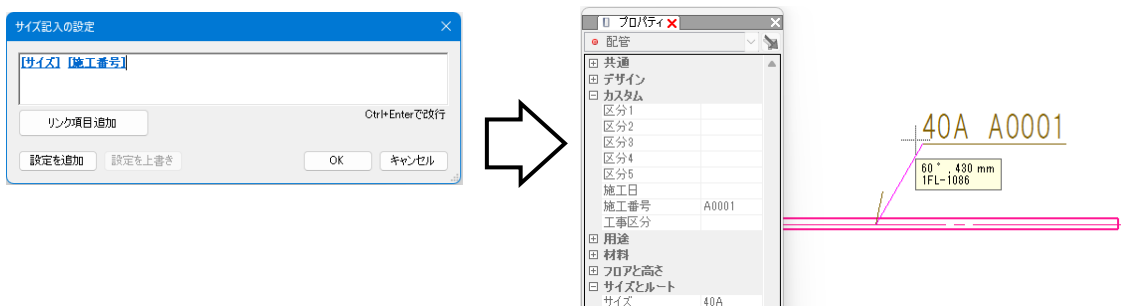 サイズ記入の設定
[サイズ] [施工番号]
リンク項目追加
Ctrl+Enterで改行
設定を追加
設定を上書き
OK
キャンセル
プロパティ
配管
共通
デザイン
カスタム
区分1
区分2
区分3
区分4
区分5
施工日
施工番号 A0001
工事区分
用途
材料
フロアと高さ
サイズとルート
サイズ 40A
40A A0001
60°, 430 mm
1FL-1086